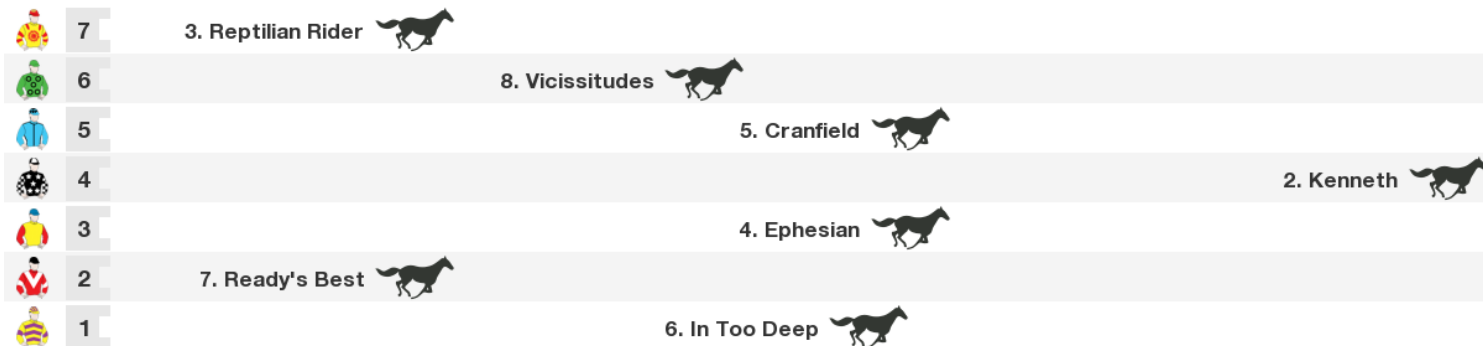 7 3. Reptilian Rider
6 8. Vicissitudes
5 5. Cranfield
4 2. Kenneth
3 4. Ephesian
2 7. Ready's Best
1 6. In Too Deep